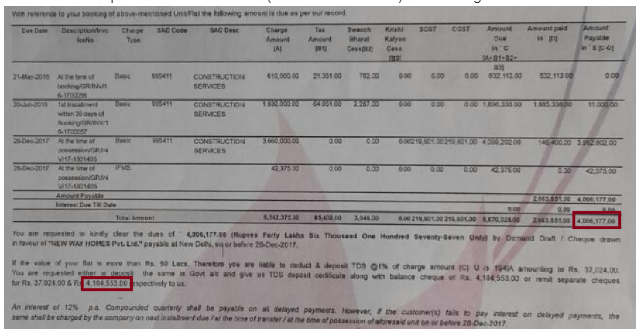 With reference to your booking of above-mentioned Unit/Flat the following amount is due as per our record.
Due Date Description/Invoice No Charge Type SAC Code SAC Desc Charge Amount [A] Tax Amount [B1] Swachh Bharat Cess[B2] Krishi Kalyan Cess [B3] SGST CGST Amount Due in ` C [A+B1+B2+B3] Amount paid in ` [D] Amount Payable in ` E [C-D]
21-May-2016 At the time of booking/GR/INV/16-1700056 Basic 995411 CONSTRUCTION SERVICES 610,000.00 21,351.00 762.00 0.00 0.00 0.00 632,113.00 632,113.00 0.00
20-Jun-2016 1st Instalment within 30 days of Booking/GR/INV/16-1700057 Basic 995411 CONSTRUCTION SERVICES 1,830,000.00 64,051.00 2,287.00 0.00 0.00 0.00 1,896,338.00 1,885,338.00 11,000.00
28-Dec-2017 At the time of possession/GR/INV/17-1801405 Basic 995411 CONSTRUCTION SERVICES 3,660,000.00 0.00 0.00 0.00 219,601.00 219,601.00 4,099,202.00 146,400.00 3,952,802.00
28-Dec-2017 At the time of possession/GR/INV/17-1801405 IFMS 42,375.00 0.00 0.00 0.00 0.00 0.00 42,375.00 0.00 42,375.00
Amount Payable 2,663,851.00 4,006,177.00
Interest Due Till Date 0.00 0.00 0.00
Total Amount 6,142,375.00 85,402.00 3,049.00 0.00 219,601.00 219,601.00 6,670,028.00 2,663,851.00 4,006,177.00
You are requested to kindly clear the dues of ` 4,006,177.00 (Rupees Forty Lakhs Six Thousand One Hundred Seventy-Seven Only) by Demand Draft / Cheque drawn
in favour of "NEW WAY HOMES Pvt. Ltd." payable at New Delhi, on or before 28-Dec-2017.
If the value of your flat is more than Rs. 50 Lacs, Therefore you are liable to deduct & deposit TDS @1% of charge amount (C) U is 194IA amounting to Rs. 37,024.00.
You are requested either to deposit the same in Govt a/c and give us TDS deposit certificate along with balance cheque of Rs. 4,104,553.00 or remit separate cheques
for Rs. 37,024.00 & Rs. 4,104,553.00 respectively to us.
An interest of 12% p.a. Compounded quarterly shall be payable on all delayed payments. However, if the customer(s) fails to pay interest on delayed payments, the
same shall be charged by the company on next installment due / at the time of transfer / at the time of possession of aforesaid unit on or before 28-Dec-2017.